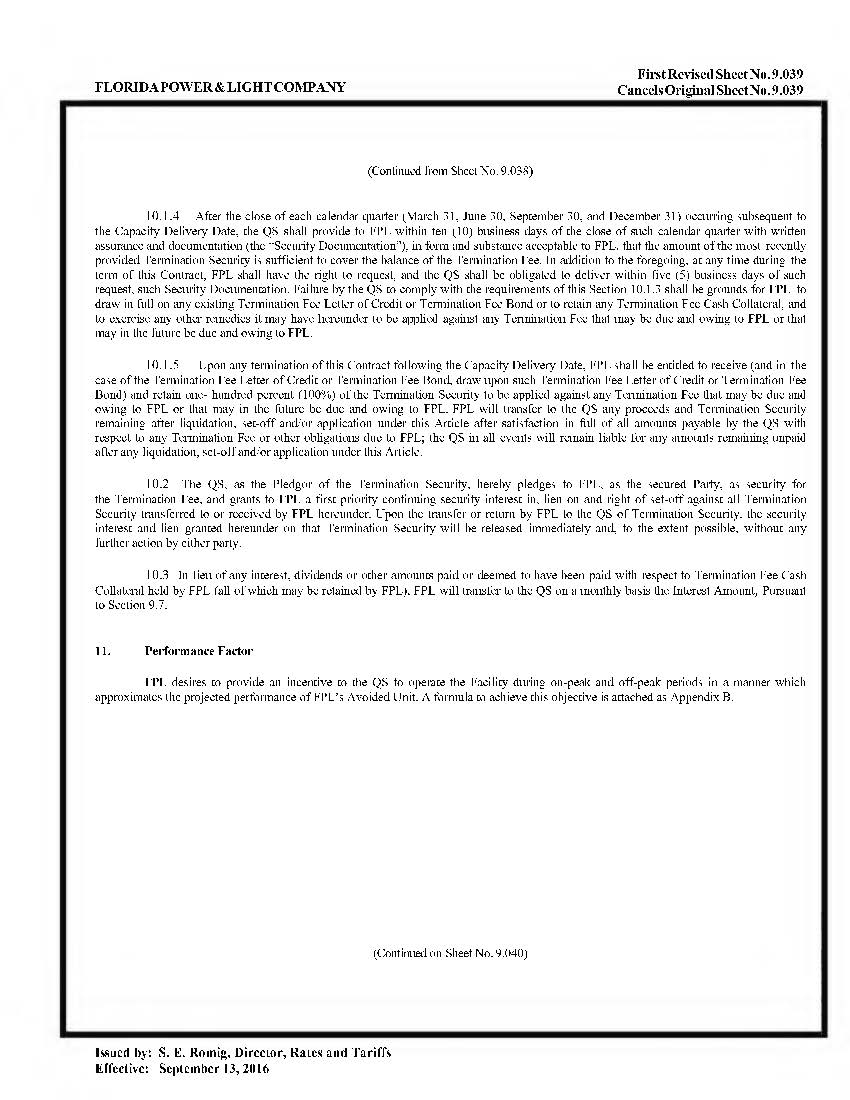 First Revised Sheet No. 9.039
FLORIDA POWER & LIGHT COMPANY
Cancels Original Sheet No. 9.039
(Continued from Sheet No. 9.038)
10.1.4 After the close of each calendar quarter (March 31, June 30, September 30, and December 31) occurring subsequent to
the Capacity Delivery Date, the QS shall provide to FPL within ten (10) business days of the close of such calendar quarter with written
assurance and documentation (the “Security Documentation”), in form and substance acceptable to FPL, that the amount of the most recently
provided Termination Security is sufficient to cover the balance of the Termination Fee. In addition to the foregoing, at any time during the
term of this Contract, FPL shall have the right to request, and the QS shall be obligated to deliver within five (5) business days of such
request, such Security Documentation. Failure by the QS to comply with the requirements of this Section 10.1.3 shall be grounds for FPL to
draw in full on any existing Termination Fee Letter of Credit or Termination Fee Bond or to retain any Termination Fee Cash Collateral, and
to exercise any other remedies it may have hereunder to be applied against any Termination Fee that may be due and owing to FPL or that
may in the future be due and owing to FPL.
10.1.5 Upon any termination of this Contract following the Capacity Delivery Date, FPL shall be entitled to receive (and in the
case of the Termination Fee Letter of Credit or Termination Fee Bond, draw upon such Termination Fee Letter of Credit or Termination Fee
Bond) and retain one- hundred percent (100%) of the Termination Security to be applied against any Termination Fee that may be due and
owing to FPL or that may in the future be due and owing to FPL. FPL will transfer to the QS any proceeds and Termination Security
remaining after liquidation, set-off and/or application under this Article after satisfaction in full of all amounts payable by the QS with
respect to any Termination Fee or other obligations due to FPL; the QS in all events will remain liable for any amounts remaining unpaid
after any liquidation, set-off and/or application under this Article.
10.2 The QS, as the Pledgor of the Termination Security, hereby pledges to FPL, as the secured Party, as security for
the Termination Fee, and grants to FPL a first priority continuing security interest in, lien on and right of set-off against all Termination
Security transferred to or received by FPL hereunder. Upon the transfer or return by FPL to the QS of Termination Security, the security
interest and lien granted hereunder on that Termination Security will be released immediately and, to the extent possible, without any
further action by either party.
10.3 In lieu of any interest, dividends or other amounts paid or deemed to have been paid with respect to Termination Fee Cash
Collateral held by FPL (all of which may be retained by FPL), FPL will transfer to the QS on a monthly basis the Interest Amount, Pursuant
to Section 9.7.
11. Performance Factor
FPL desires to provide an incentive to the QS to operate the Facility during on-peak and off-peak periods in a manner which
approximates the projected performance of FPL’s Avoided Unit. A formula to achieve this objective is attached as Appendix B.
(Continued on Sheet No. 9.040)
Issued by: S. E. Romig, Director, Rates and Tariffs
Effective: September 13, 2016